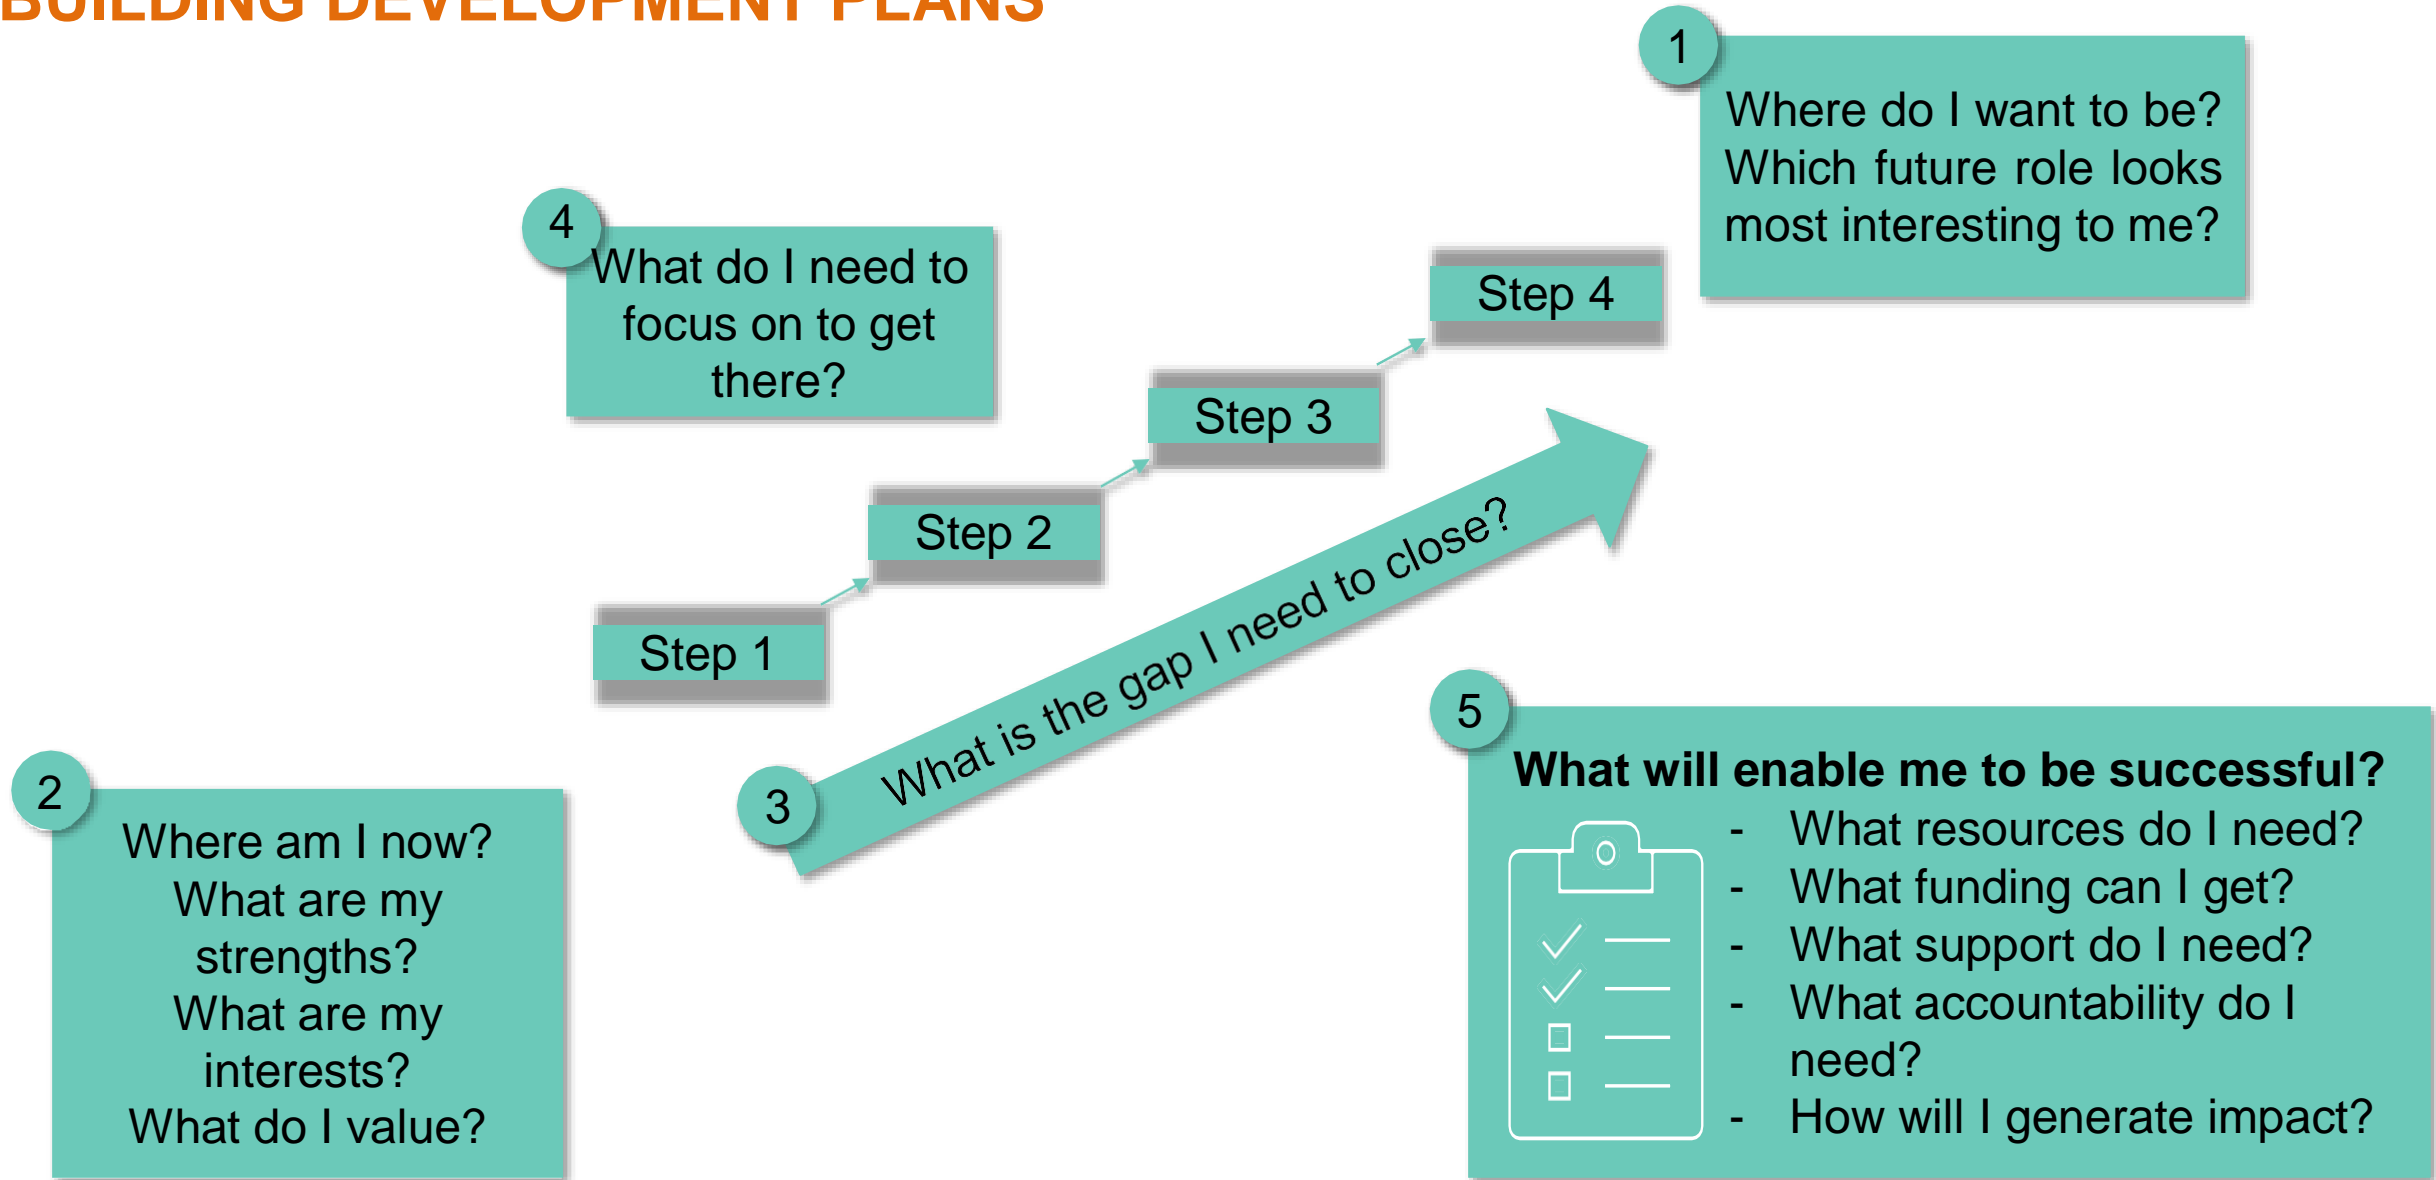 BUILDING DEVELOPMENT PLANS
1
Where do I want to be?
Which future role looks
most interesting to me?
4
What do I need to
focus on to get
there?
Step 4
Step 3
Step 2
Step 1
3
What is the gap I need to close?
2
Where am I now?
What are my
strengths?
What are my
interests?
What do I value?
5
What will enable me to be successful?
- What resources do I need?
- What funding can I get?
- What support do I need?
- What accountability do I
need?
- How will I generate impact?